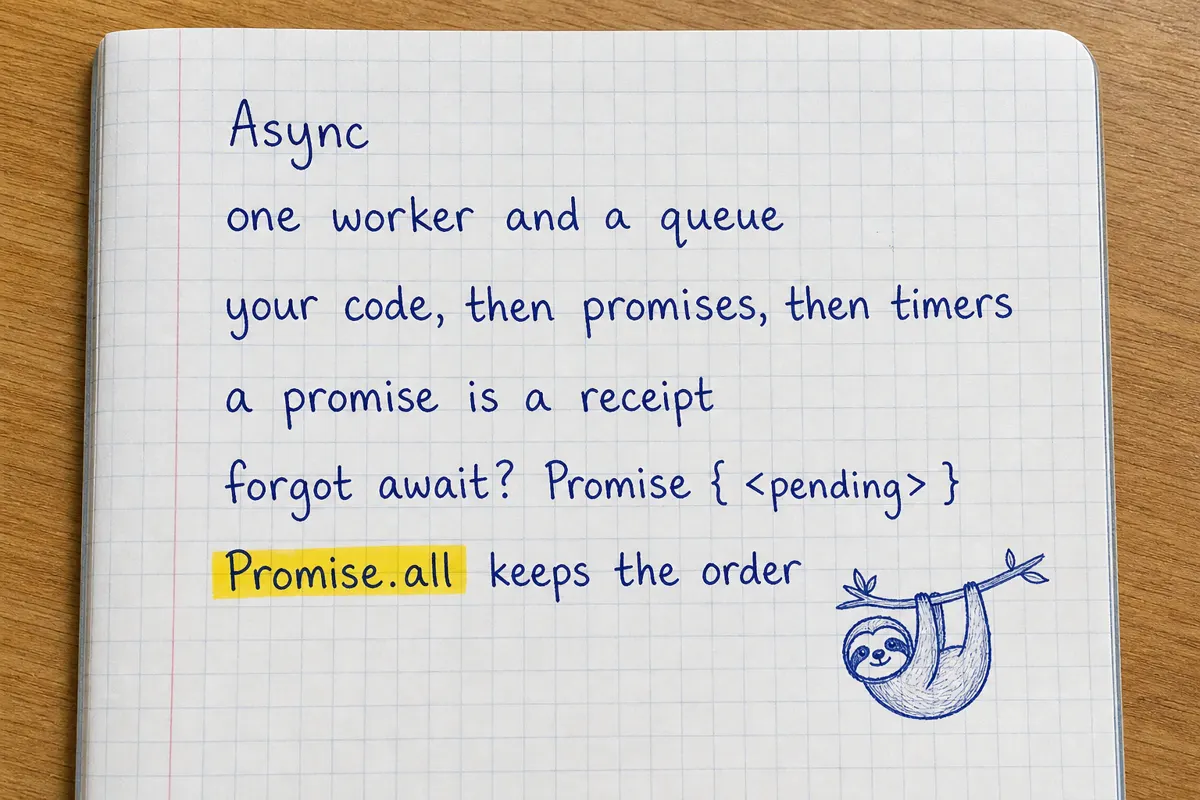 Async
one worker and a queue
your code, then promises, then timers
a promise is a receipt
forgot await? Promise { <pending> }
Promise.all keeps the order